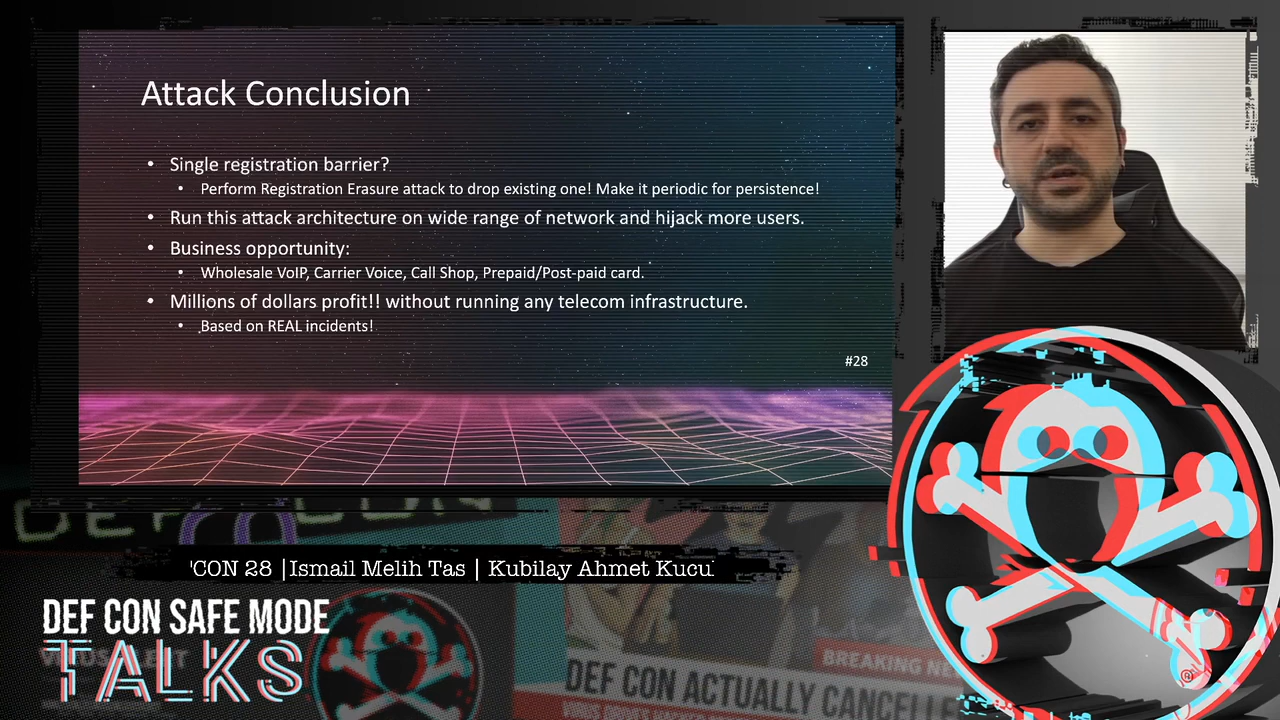 Attack Conclusion
• Single registration barrier?
• Perform Registration Erasure attack to drop existing one! Make it periodic for persistence!
• Run this attack architecture on wide range of network and hijack more users.
• Business opportunity:
• Wholesale VoIP, Carrier Voice, Call Shop, Prepaid/Post-paid card.
• Millions of dollars profit!! without running any telecom infrastructure.
• Based on REAL incidents!
#28
DEF CON
'CON 28 |Ismail Melih Tas | Kubilay Ahmet Kucu
DEF CON SAFE MODE
TALKS
BREAKING NE
DEF CON ACTUALLY CANCELLE